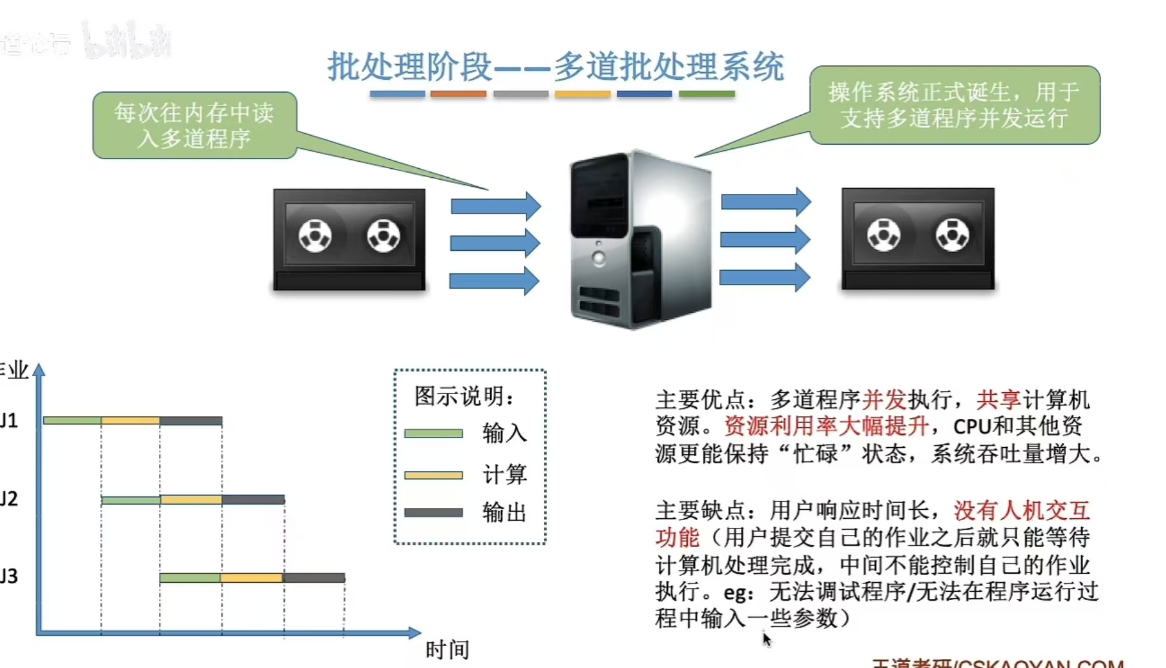 bilibili
批处理阶段——多道批处理系统
每次往内存中读
入多道程序
操作系统正式诞生，用于
支持多道程序并发运行
作业
J1
J2
J3
时间
图示说明：
输入
计算
输出
主要优点：多道程序并发执行，共享计算机
资源。资源利用率大幅提升，CPU和其他资
源更能保持“忙碌”状态，系统吞吐量增大。
主要缺点：用户响应时间长，没有人机交互
功能（用户提交自己的作业之后就只能等待
计算机处理完成，中间不能控制自己的作业
执行。eg：无法调试程序/无法在程序运行过
程中输入一些参数）
王道考研/CSKAOYAN.COM